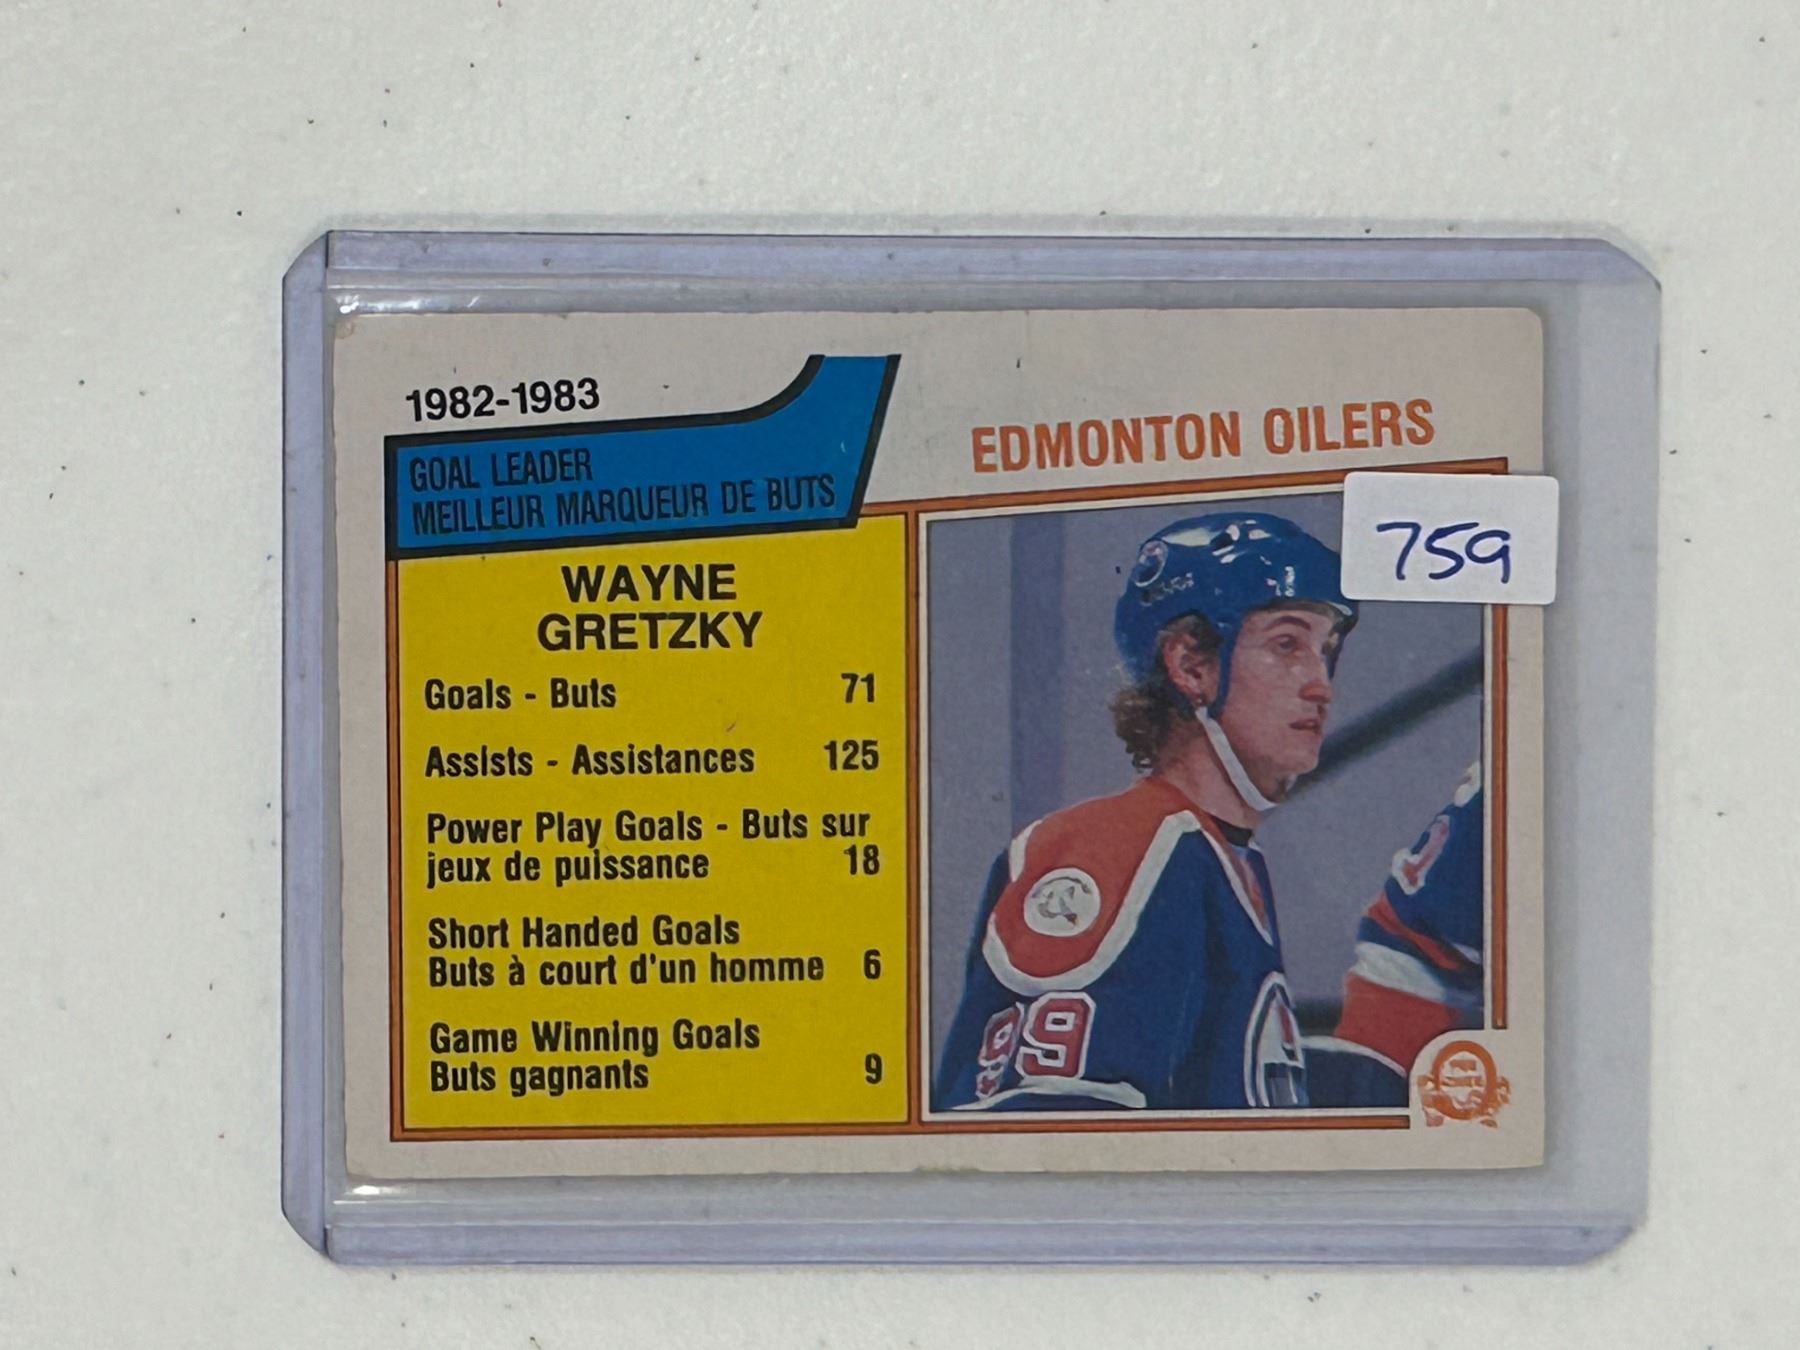 1982-1983
GOAL LEADER
MEILLEUR MARQUEUR DE BUTS
EDMONTON OILERS
759
WAYNE
GRETZKY
Goals - Buts 71
Assists - Assistances 125
Power Play Goals - Buts sur
jeux de puissance 18
Short Handed Goals
Buts à court d'un homme 6
Game Winning Goals
Buts gagnants 9
99